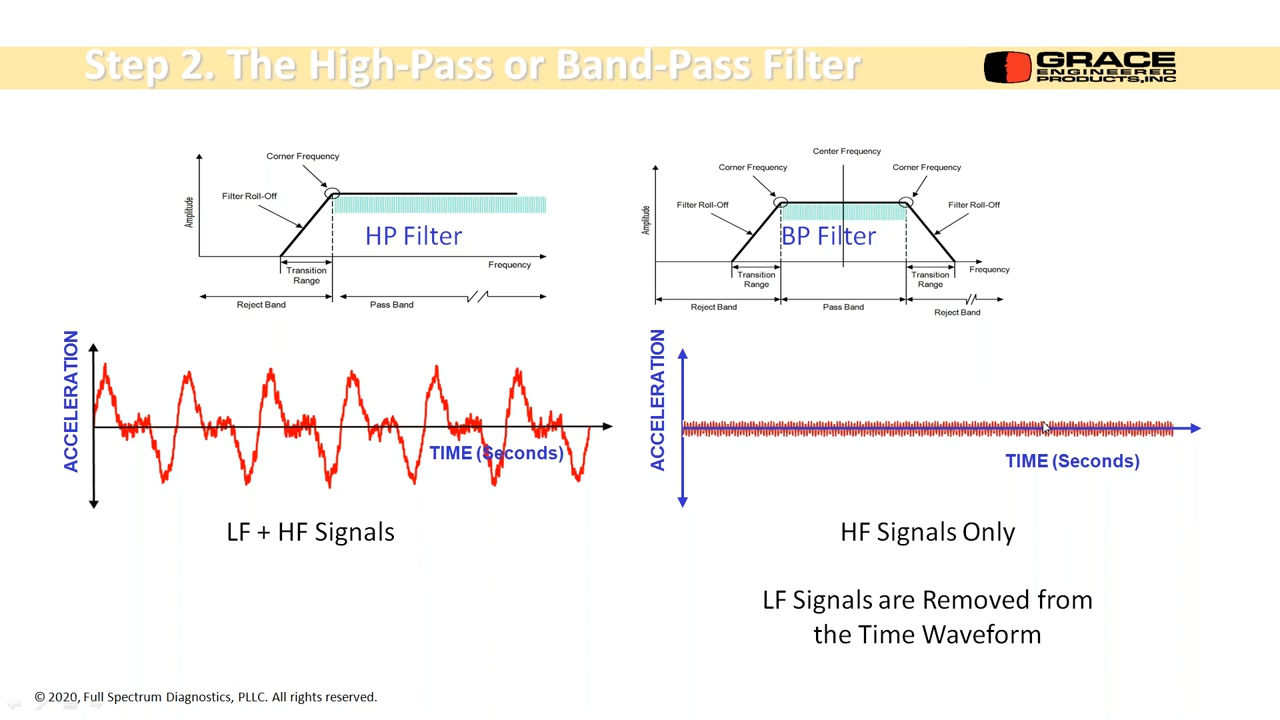 Step 2. The High-Pass or Band-Pass Filter
GRACE
ENGINEERED
PRODUCTS,INC
Corner Frequency
Filter Roll-Off
Amplitude
HP Filter
Frequency
Transition
Range
Reject Band
Pass Band
Center Frequency
Corner Frequency
Corner Frequency
Filter Roll-Off
Filter Roll-Off
Amplitude
BP Filter
Frequency
Transition
Range
Transition
Range
Reject Band
Pass Band
Reject Band
ACCELERATION
TIME (Seconds)
LF + HF Signals
ACCELERATION
TIME (Seconds)
HF Signals Only
LF Signals are Removed from
the Time Waveform
© 2020, Full Spectrum Diagnostics, PLLC. All rights reserved.